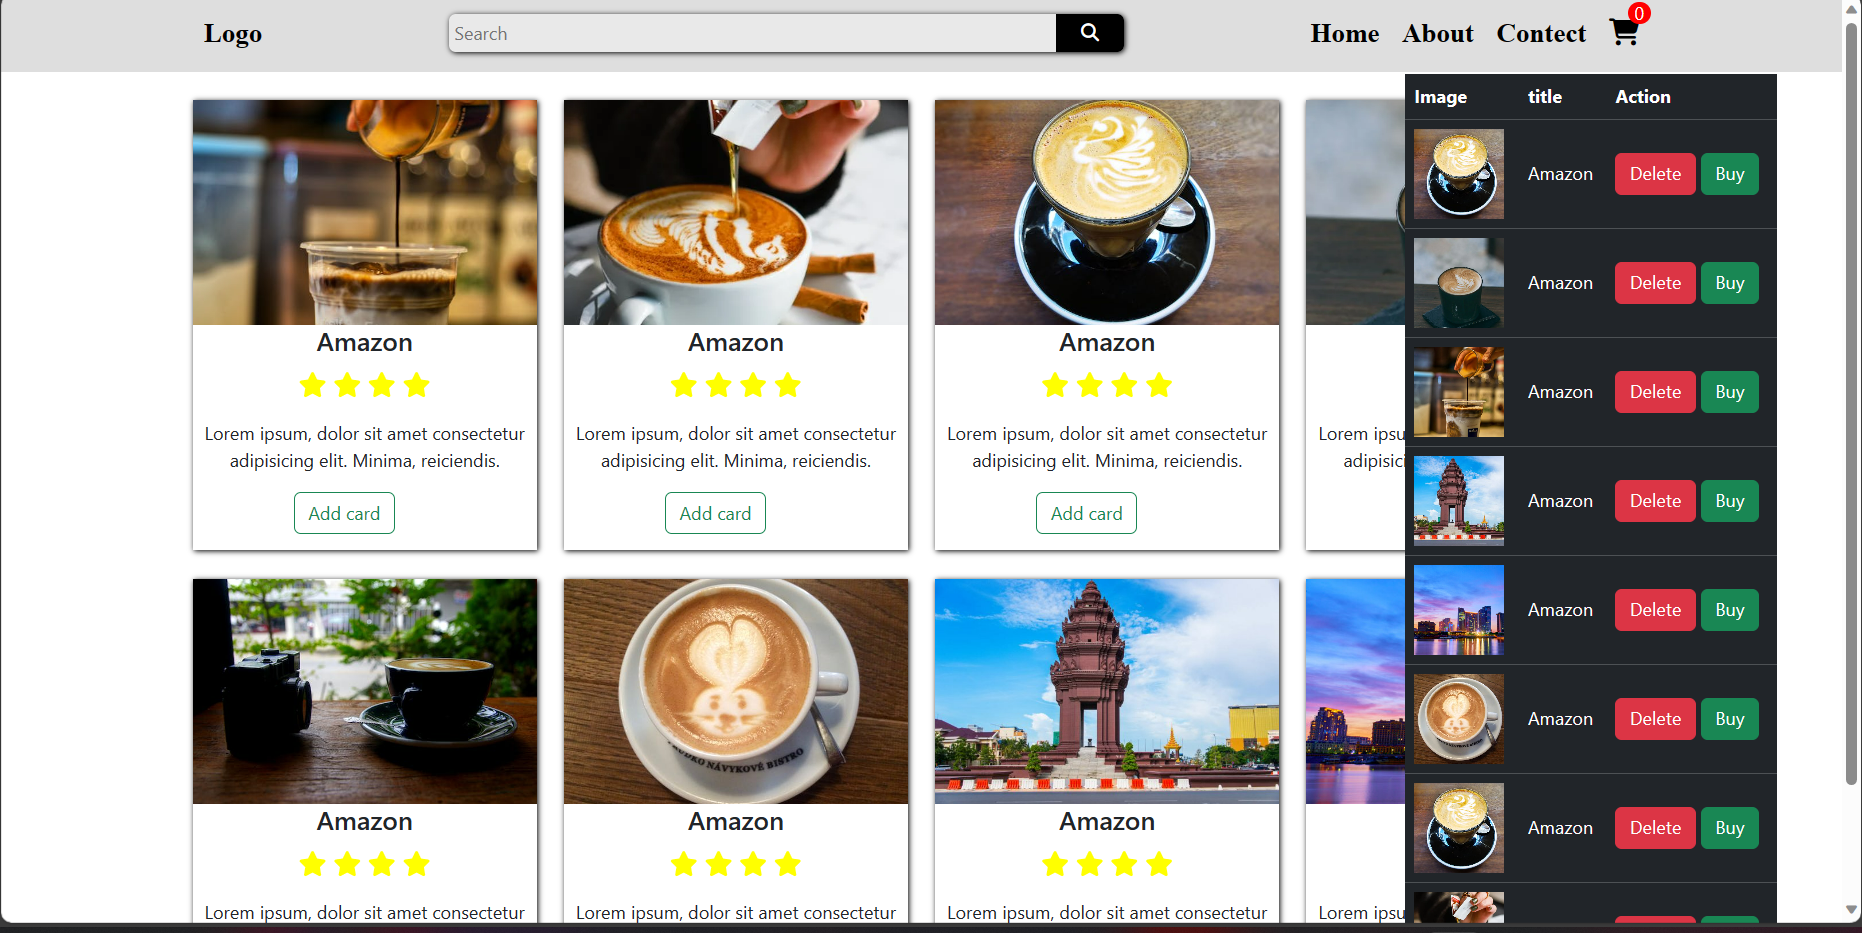 Logo
Search
Home About Contect 0
Image title Action
Amazon Delete Buy
Amazon Delete Buy
Amazon Delete Buy
Amazon Delete Buy
Amazon Delete Buy
Amazon Delete Buy
Amazon Delete Buy
Amazon
Lorem ipsum, dolor sit amet consectetur
adipisicing elit. Minima, reiciendis.
Add card
Amazon
Lorem ipsum, dolor sit amet consectetur
adipisicing elit. Minima, reiciendis.
Add card
Amazon
Lorem ipsum, dolor sit amet consectetur
adipisicing elit. Minima, reiciendis.
Add card
Lorem ipsu
adipisici
Amazon
Lorem ipsum, dolor sit amet consectetur
NÁVYKOVÉ BISTRO
Amazon
Lorem ipsum, dolor sit amet consectetur
Amazon
Lorem ipsum, dolor sit amet consectetur
Lorem ipsu